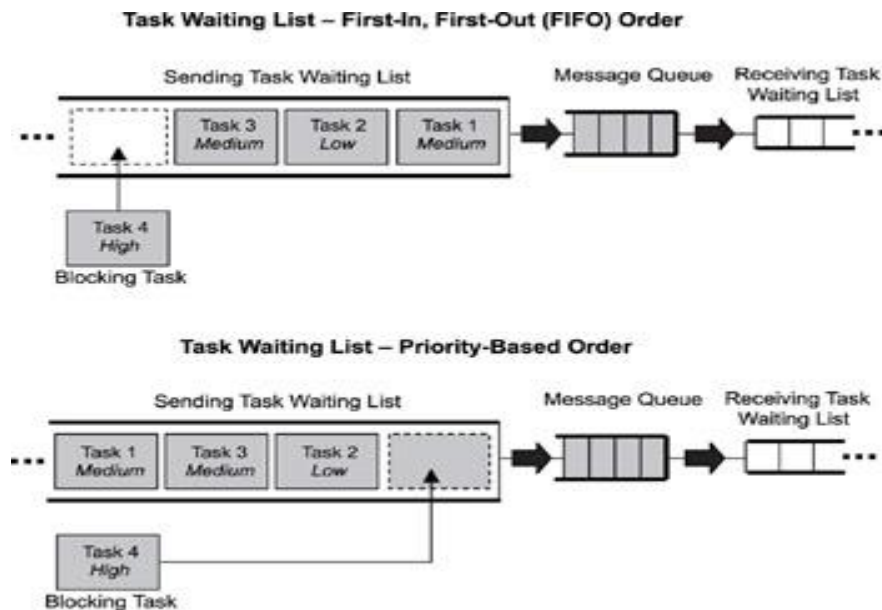 Task Waiting List – First-In, First-Out (FIFO) Order
Sending Task Waiting List
Message Queue
Receiving Task
Waiting List
Task 3
Medium
Task 2
Low
Task 1
Medium
Task 4
High
Blocking Task
Task Waiting List – Priority-Based Order
Sending Task Waiting List
Message Queue
Receiving Task
Waiting List
Task 1
Medium
Task 3
Medium
Task 2
Low
Task 4
High
Blocking Task